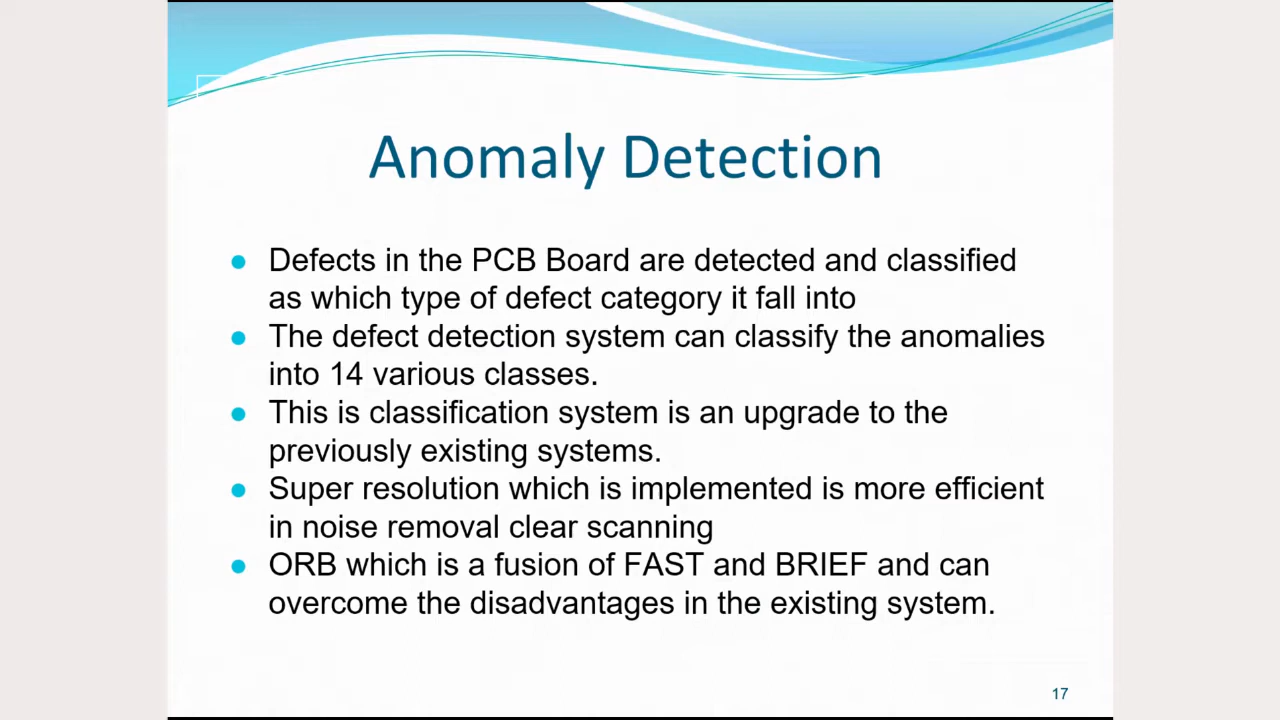 Anomaly Detection
● Defects in the PCB Board are detected and classified
as which type of defect category it fall into
● The defect detection system can classify the anomalies
into 14 various classes.
● This is classification system is an upgrade to the
previously existing systems.
● Super resolution which is implemented is more efficient
in noise removal clear scanning
● ORB which is a fusion of FAST and BRIEF and can
overcome the disadvantages in the existing system.
17